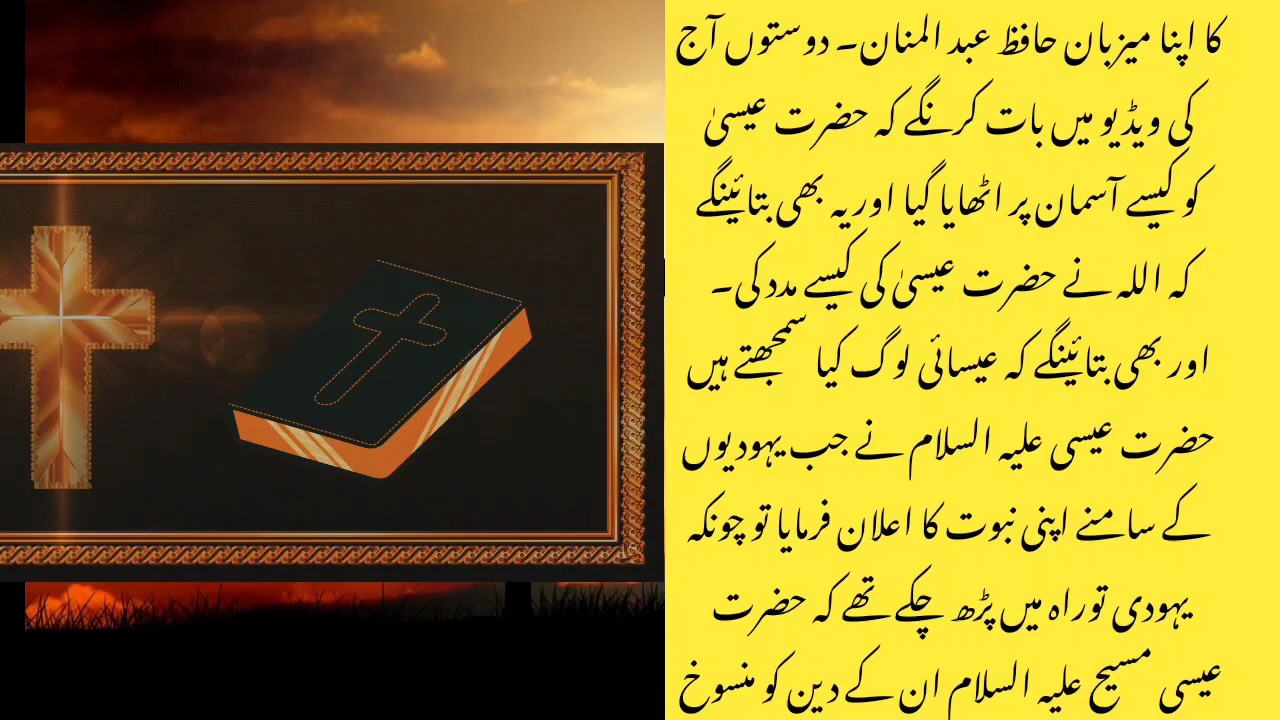 کا اپنا میزبان حافظ عبد المنان۔ دوستوں آج
کی ویڈیو میں بات کرنگے کہ حضرت عیسیٰ
کو کیسے آسمان پر اٹھایا گیا اور یہ بھی بتائینگے
کہ اللہ نے حضرت عیسیٰ کی کیسے مدد کی۔
اور بھی بتائینگے کہ عیسائی لوگ کیا سمجھتے ہیں
حضرت عیسی علیہ السلام نے جب یہودیوں
کے سامنے اپنی نبوت کا اعلان فرمایا تو چونکہ
یہودی توراہ میں پڑھ چکے تھے کہ حضرت
عیسی مسیح علیہ السلام ان کے دین کو منسوخ